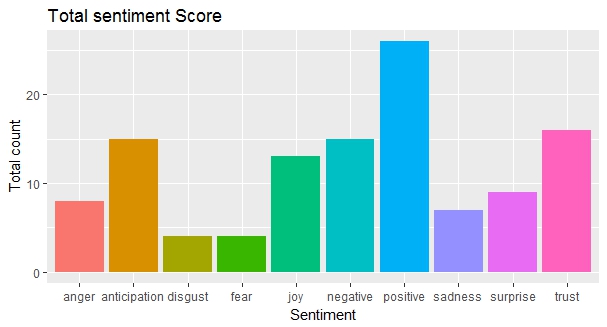 Total sentiment Score
Total count
20
10
0
anger anticipation disgust fear joy negative positive sadness surprise trust
Sentiment